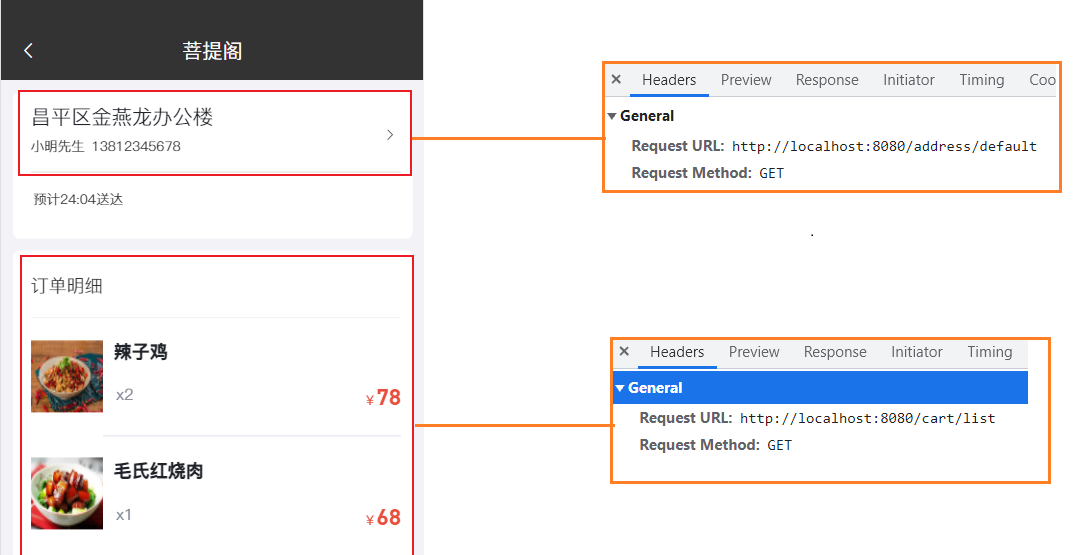 菩提阁
昌平区金燕龙办公楼
小明先生 13812345678
预计24:04送达
订单明细
辣子鸡
x2
¥78
毛氏红烧肉
x1
¥68
× Headers Preview Response Initiator Timing Coo
General
Request URL: http://localhost:8080/address/default
Request Method: GET
.
× Headers Preview Response Initiator Timing
General
Request URL: http://localhost:8080/cart/list
Request Method: GET